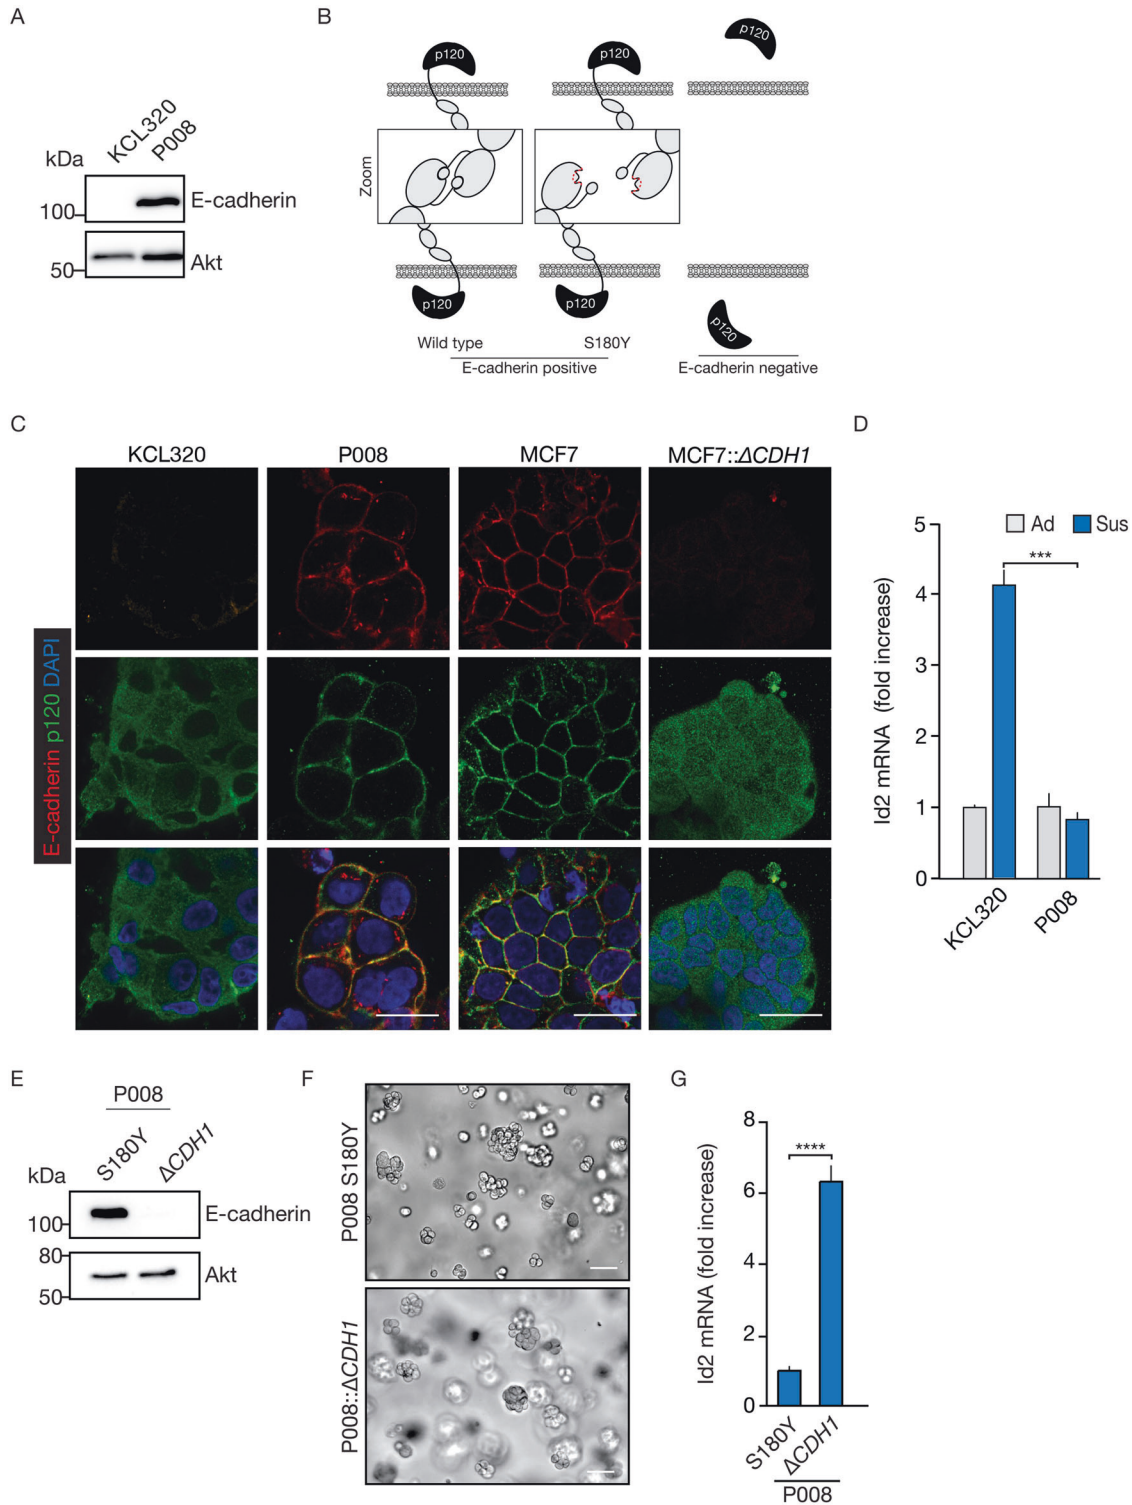 A
kDa
KCL320
P008
100
E-cadherin
50
Akt
B
p120
p120
p120
Zoom
p120
p120
p120
Wild type
S180Y
E-cadherin positive
E-cadherin negative
C
KCL320
P008
MCF7
MCF7::ΔCDH1
E-cadherin p120 DAPI
D
Id2 mRNA (fold increase)
Ad
Sus
***
5
4
3
2
1
0
KCL320
P008
E
P008
kDa
S180Y
ΔCDH1
100
E-cadherin
80
Akt
50
F
P008 S180Y
P008::ΔCDH1
G
Id2 mRNA (fold increase)
****
8
6
4
2
0
S180Y
ΔCDH1
P008